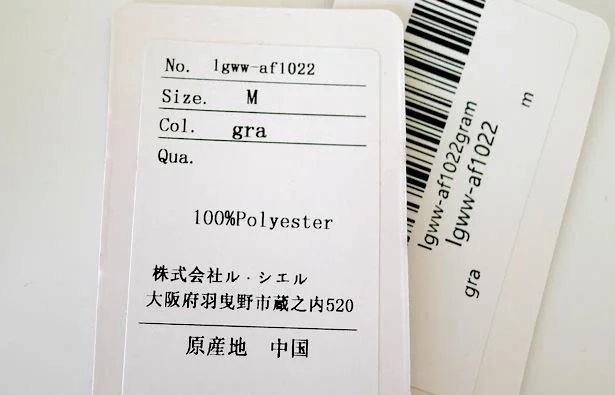 No. lgww-af1022
Size. M
Col. gra
Qua.
100%Polyester
株式会社ル・シエル
大阪府羽曳野市蔵之内520
原産地 中国
lgww-af1022gram
lgww-af1022
gra
m